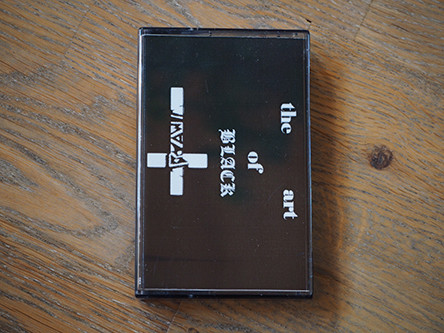 the art
of
BLACK